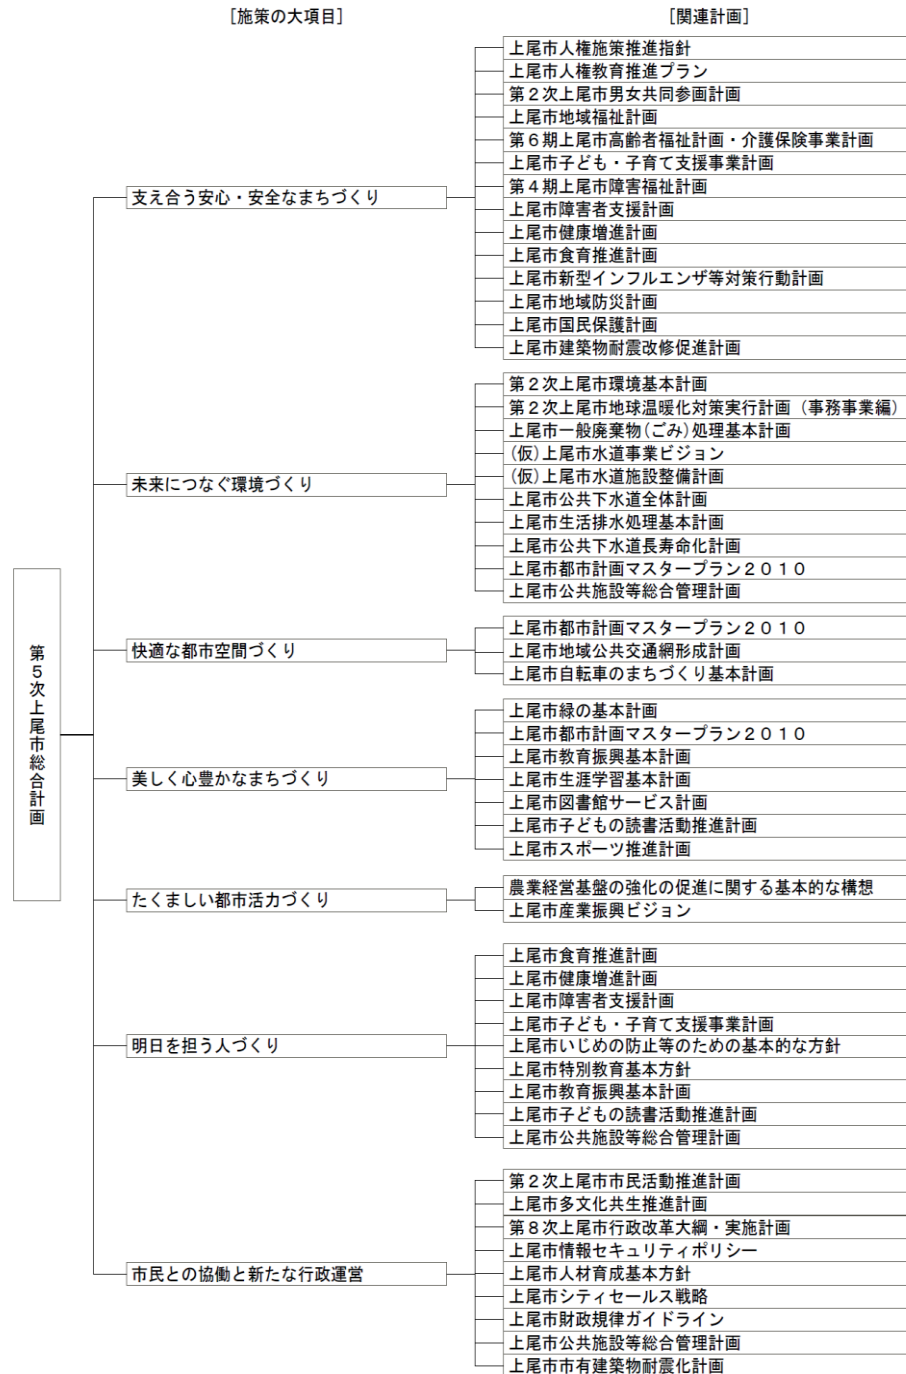 [施策の大項目]
[関連計画]
第5次上尾市総合計画
支え合う安心・安全なまちづくり
上尾市人権施策推進指針
上尾市人権教育推進プラン
第２次上尾市男女共同参画計画
上尾市地域福祉計画
第６期上尾市高齢者福祉計画・介護保険事業計画
上尾市子ども・子育て支援事業計画
第４期上尾市障害福祉計画
上尾市障害者支援計画
上尾市健康増進計画
上尾市食育推進計画
上尾市新型インフルエンザ等対策行動計画
上尾市地域防災計画
上尾市国民保護計画
上尾市建築物耐震改修促進計画
未来につなぐ環境づくり
第２次上尾市環境基本計画
第２次上尾市地球温暖化対策実行計画（事務事業編）
上尾市一般廃棄物(ごみ)処理基本計画
(仮)上尾市水道事業ビジョン
(仮)上尾市水道施設整備計画
上尾市公共下水道全体計画
上尾市生活排水処理基本計画
上尾市公共下水道長寿命化計画
上尾市都市計画マスタープラン２０１０
上尾市公共施設等総合管理計画
快適な都市空間づくり
上尾市都市計画マスタープラン２０１０
上尾市地域公共交通網形成計画
上尾市自転車のまちづくり基本計画
美しく心豊かなまちづくり
上尾市緑の基本計画
上尾市都市計画マスタープラン２０１０
上尾市教育振興基本計画
上尾市生涯学習基本計画
上尾市図書館サービス計画
上尾市子どもの読書活動推進計画
上尾市スポーツ推進計画
たくましい都市活力づくり
農業経営基盤の強化の促進に関する基本的な構想
上尾市産業振興ビジョン
明日を担う人づくり
上尾市食育推進計画
上尾市健康増進計画
上尾市障害者支援計画
上尾市子ども・子育て支援事業計画
上尾市いじめの防止等のための基本的な方針
上尾市特別教育基本方針
上尾市教育振興基本計画
上尾市子どもの読書活動推進計画
上尾市公共施設等総合管理計画
市民との協働と新たな行政運営
第２次上尾市市民活動推進計画
上尾市多文化共生推進計画
第８次上尾市行政改革大綱・実施計画
上尾市情報セキュリティポリシー
上尾市人材育成基本方針
上尾市シティセールス戦略
上尾市財政規律ガイドライン
上尾市公共施設等総合管理計画
上尾市市有建築物耐震化計画